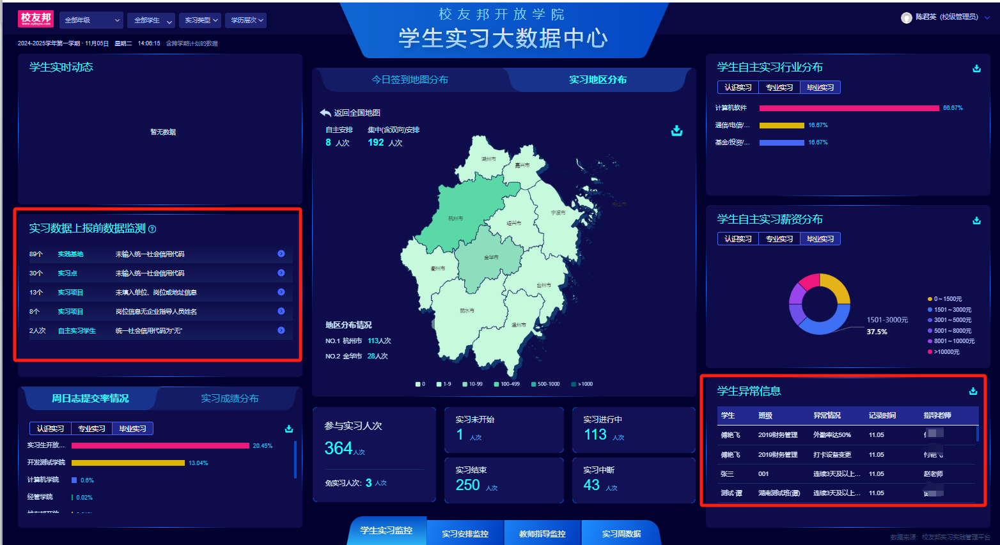 校友邦
www.xybsyw.com
全部年级
全部学生
实习类型
学历层次
校友邦开放学院
学生实习大数据中心
陈君英 (校级管理员)
2024-2025学年第一学期 · 11月05日 星期二 14:06:15 含跨学期计划的数据
学生实时动态
暂无数据
实习数据上报前数据监测
89个 实践基地 未输入统一社会信用代码
30个 实习点 未输入统一社会信用代码
13个 实习项目 未填入单位、岗位或地址信息
8个 实习项目 岗位信息无企业指导人员姓名
2人次 自主实习学生 统一社会信用代码为"无"
周日志提交率情况 实习成绩分布
认识实习 专业实习 毕业实习
实习生开放... 20.45%
开发测试学院 13.04%
计算机学院 0.6%
经管学院 0.02%
今日签到地图分布 实习地区分布
返回全国地图
自主安排 集中(含双向)安排
8 人次 192 人次
湖州市
嘉兴市
杭州市
绍兴市
宁波市
舟山市
金华市
衢州市
台州市
丽水市
温州市
地区分布情况
NO.1 杭州市 113人次
NO.2 金华市 28人次
0 1-9 10-99 100-499 500-1000 >1000
参与实习人次
364人次
免实习人次: 3 人次
实习未开始
1 人次
实习进行中
113 人次
实习结束
250 人次
实习中断
43 人次
学生实习监控 实习安排监控 教师指导监控 实习周数据
学生自主实习行业分布
认识实习 专业实习 毕业实习
计算机软件 66.67%
通信/电信/... 16.67%
基金/投资/... 16.67%
学生自主实习薪资分布
认识实习 专业实习 毕业实习
1501-3000元
37.5%
0～1500元
1501～3000元
3001～5000元
5001～8000元
8001～10000元
>10000元
学生异常信息
学生 班级 异常情况 记录时间 指导老师
傅艳飞 2019财务管理 外勤率达50% 11.05
傅艳飞 2019财务管理 打卡设备变更 11.05
张三 001 连续3天及以上... 11.05 赵老师
测试-谭 湖南测试班(谭) 连续3天及以上... 11.05
数据来源: 校友邦实习实践管理平台